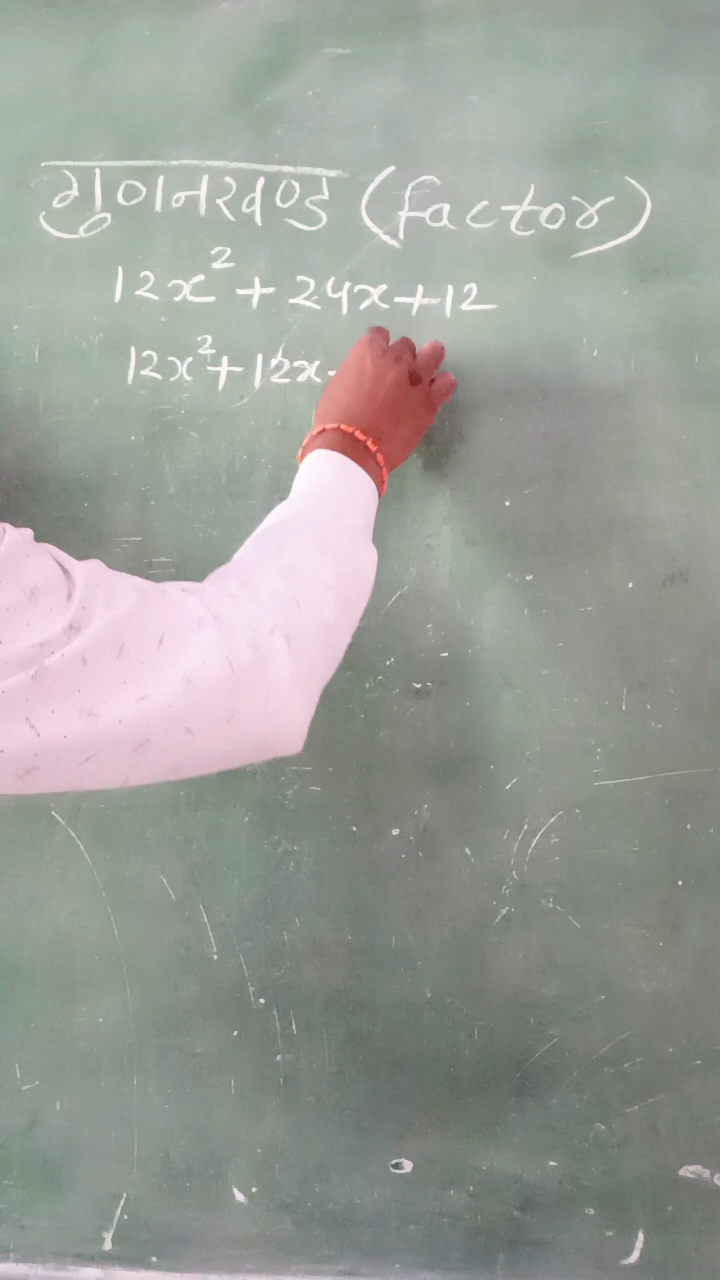 गुणनखण्ड (factor)
12x² + 24x + 12
12x² + 12x